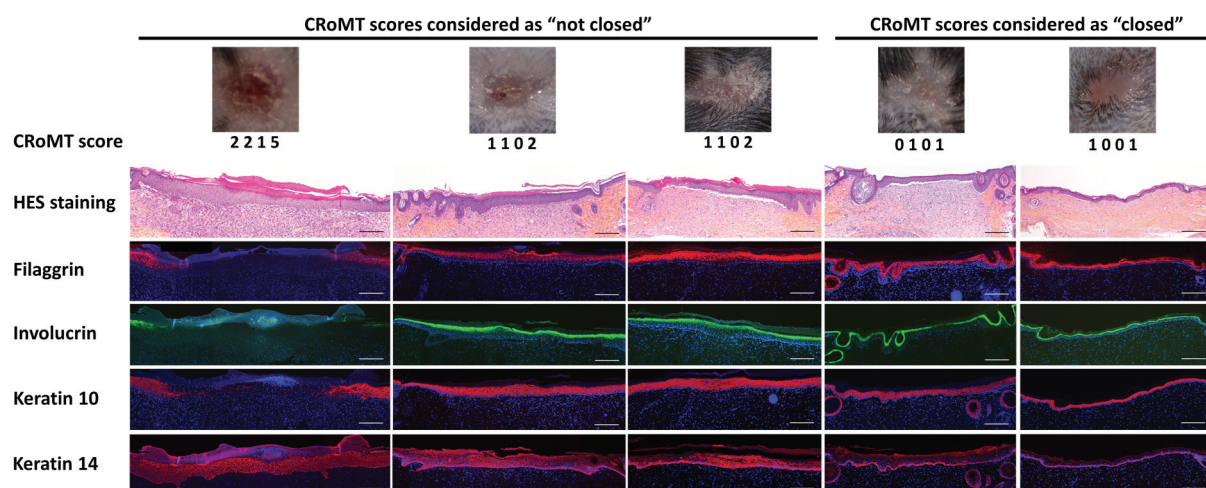 CRoMT scores considered as “not closed”
CRoMT scores considered as “closed”
CRoMT score
2 2 1 5
1 1 0 2
1 1 0 2
0 1 0 1
1 0 0 1
HES staining
Filaggrin
Involucrin
Keratin 10
Keratin 14